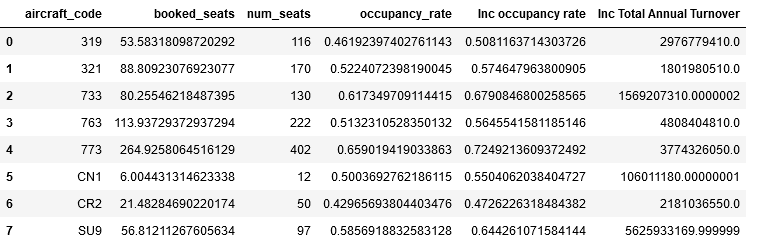 aircraft_code booked_seats num_seats occupancy_rate Inc occupancy rate Inc Total Annual Turnover
0 319 53.58318098720292 116 0.46192397402761143 0.5081163714303726 2976779410.0
1 321 88.80923076923077 170 0.5224072398190045 0.574647963800905 1801980510.0
2 733 80.25546218487395 130 0.617349709114415 0.6790846800258565 1569207310.0000002
3 763 113.93729372937294 222 0.5132310528350132 0.5645541581185146 4808404810.0
4 773 264.9258064516129 402 0.659019419033863 0.7249213609372492 3774326050.0
5 CN1 6.004431314623338 12 0.5003692762186115 0.5504062038404727 106011180.00000001
6 CR2 21.48284690220174 50 0.42965693804403476 0.4726226318484382 2181036550.0
7 SU9 56.81211267605634 97 0.5856918832583128 0.644261071584144 5625933169.999999